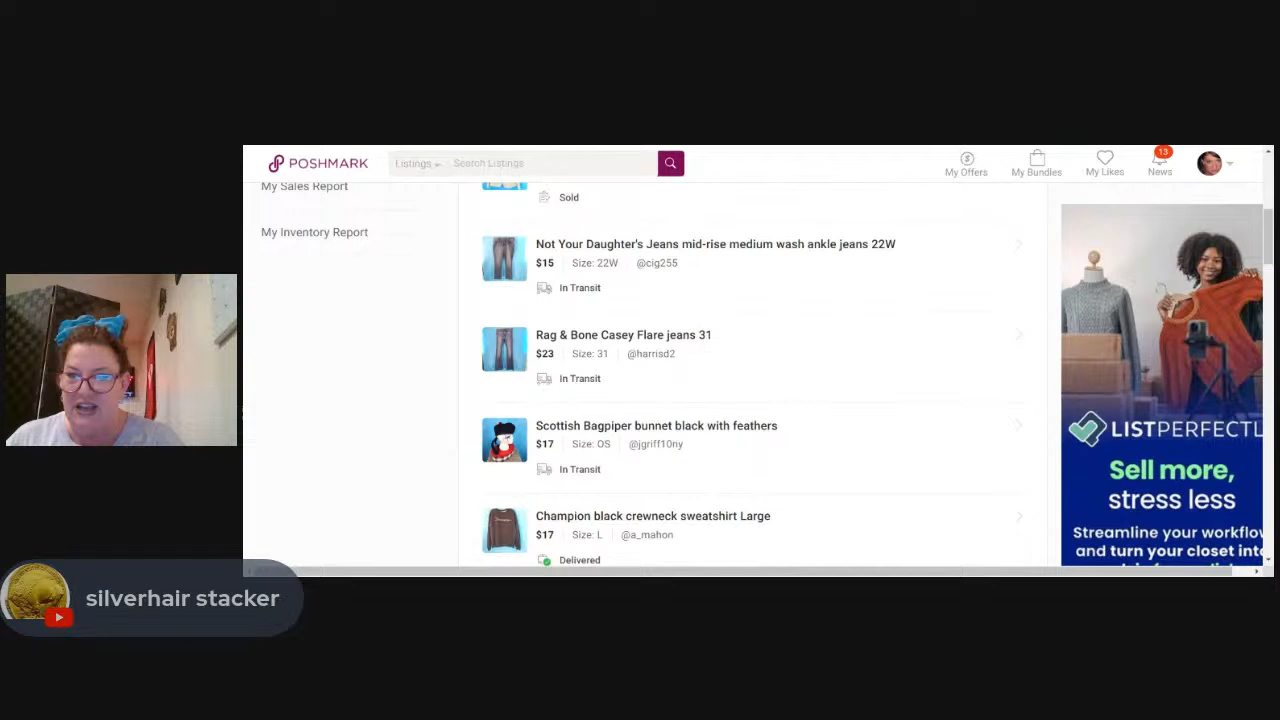 POSHMARK
Listings
Search Listings
My Offers
My Bundles
My Likes
13
News
My Sales Report
My Inventory Report
Sold
Not Your Daughter's Jeans mid-rise medium wash ankle jeans 22W
$15
Size: 22W
@cig255
In Transit
Rag & Bone Casey Flare jeans 31
$23
Size: 31
@harrisd2
In Transit
Scottish Bagpiper bunnet black with feathers
$17
Size: OS
@jgriff10ny
In Transit
Champion black crewneck sweatshirt Large
$17
Size: L
@a_mahon
Delivered
LISTPERFECTL
Sell more,
stress less
Streamline your workflow
and turn your closet into
silverhair stacker